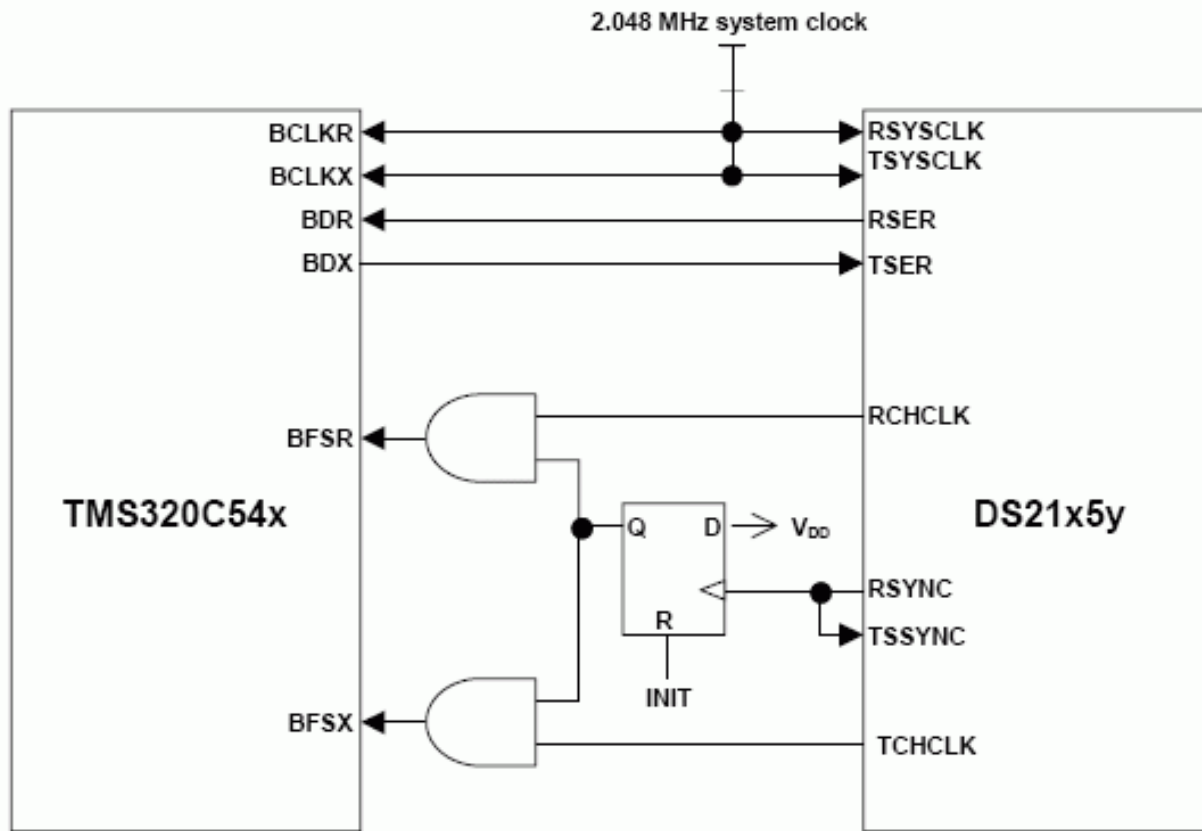 2.048 MHz system clock
BCLKR
RSYSCLK
TSYSCLK
BCLKX
BDR
RSER
BDX
TSER
RCHCLK
BFSR
TMS320C54x
Q
D
VDD
DS21x5y
RSYNC
R
TSSYNC
INIT
BFSX
TCHCLK